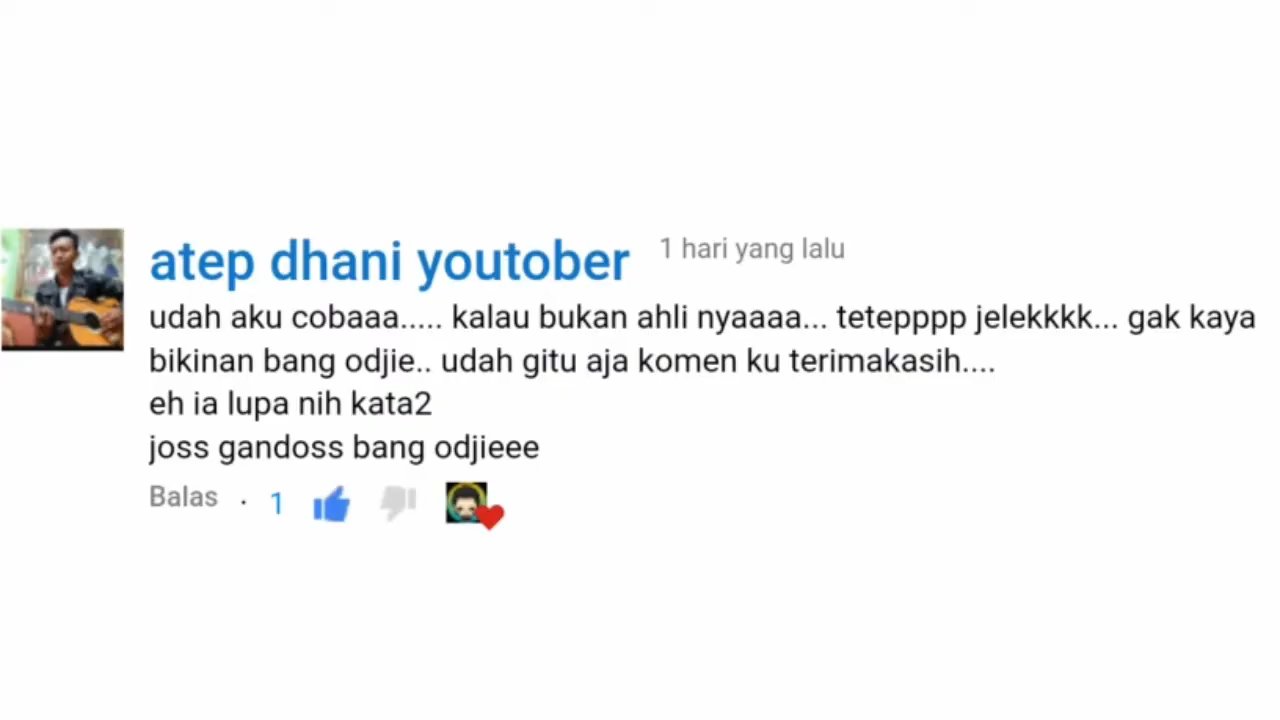 atep dhani youtober 1 hari yang lalu
udah aku cobaaa..... kalau bukan ahli nyaaaa... tetepppp jelekkkk... gak kaya
bikinan bang odjie.. udah gitu aja komen ku terimakasih....
eh ia lupa nih kata2
joss gandoss bang odjieee
Balas · 1